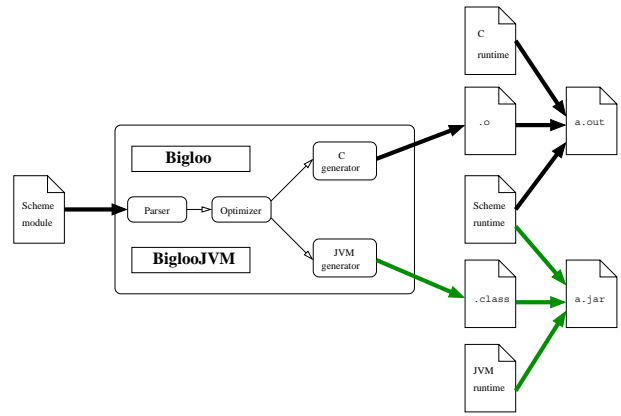 C
runtime
.o
a.out
Bigloo
C
generator
Scheme
module
Parser
Optimizer
Scheme
runtime
BiglooJVM
JVM
generator
.class
a.jar
JVM
runtime